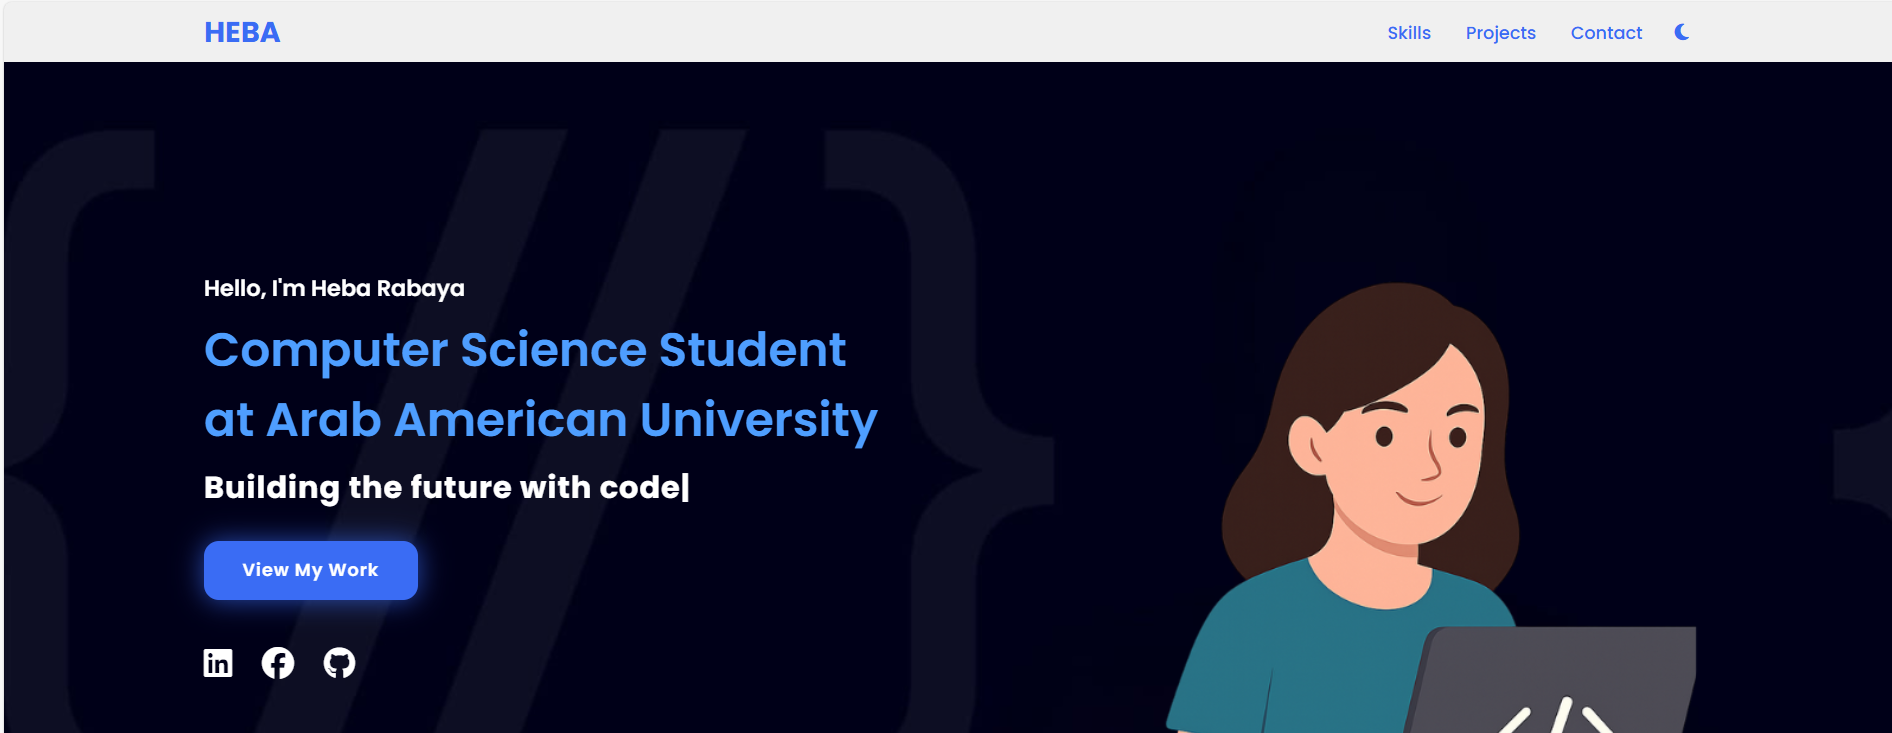 HEBA
Skills Projects Contact
Hello, I'm Heba Rabaya
Computer Science Student
at Arab American University
Building the future with code|
View My Work